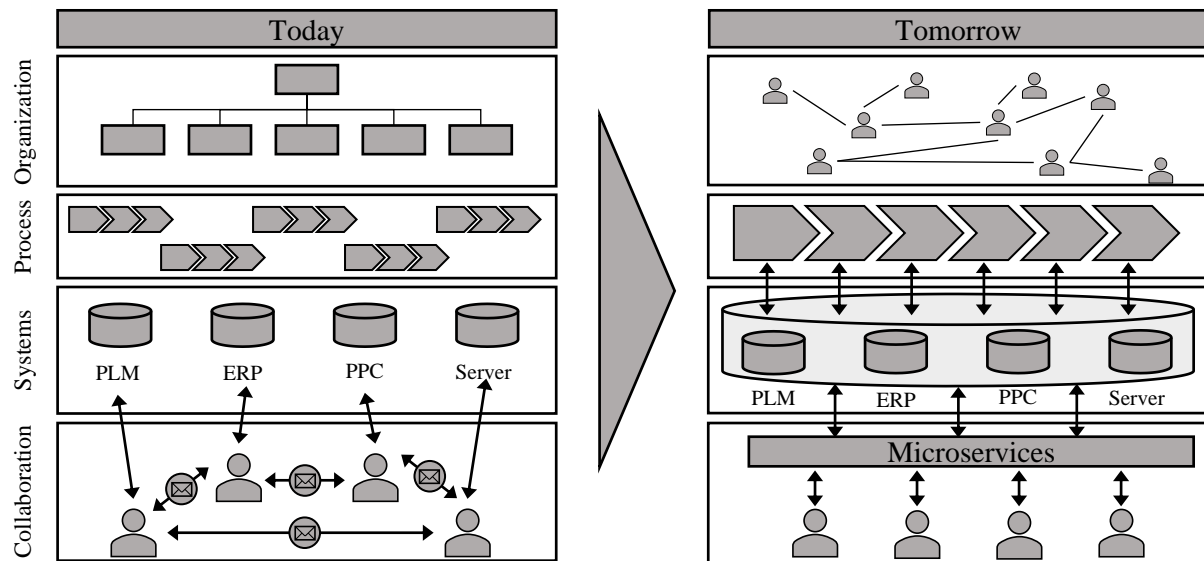 Today
Tomorrow
Organization
Process
Systems
PLM
ERP
PPC
Server
PLM
ERP
PPC
Server
Collaboration
Microservices